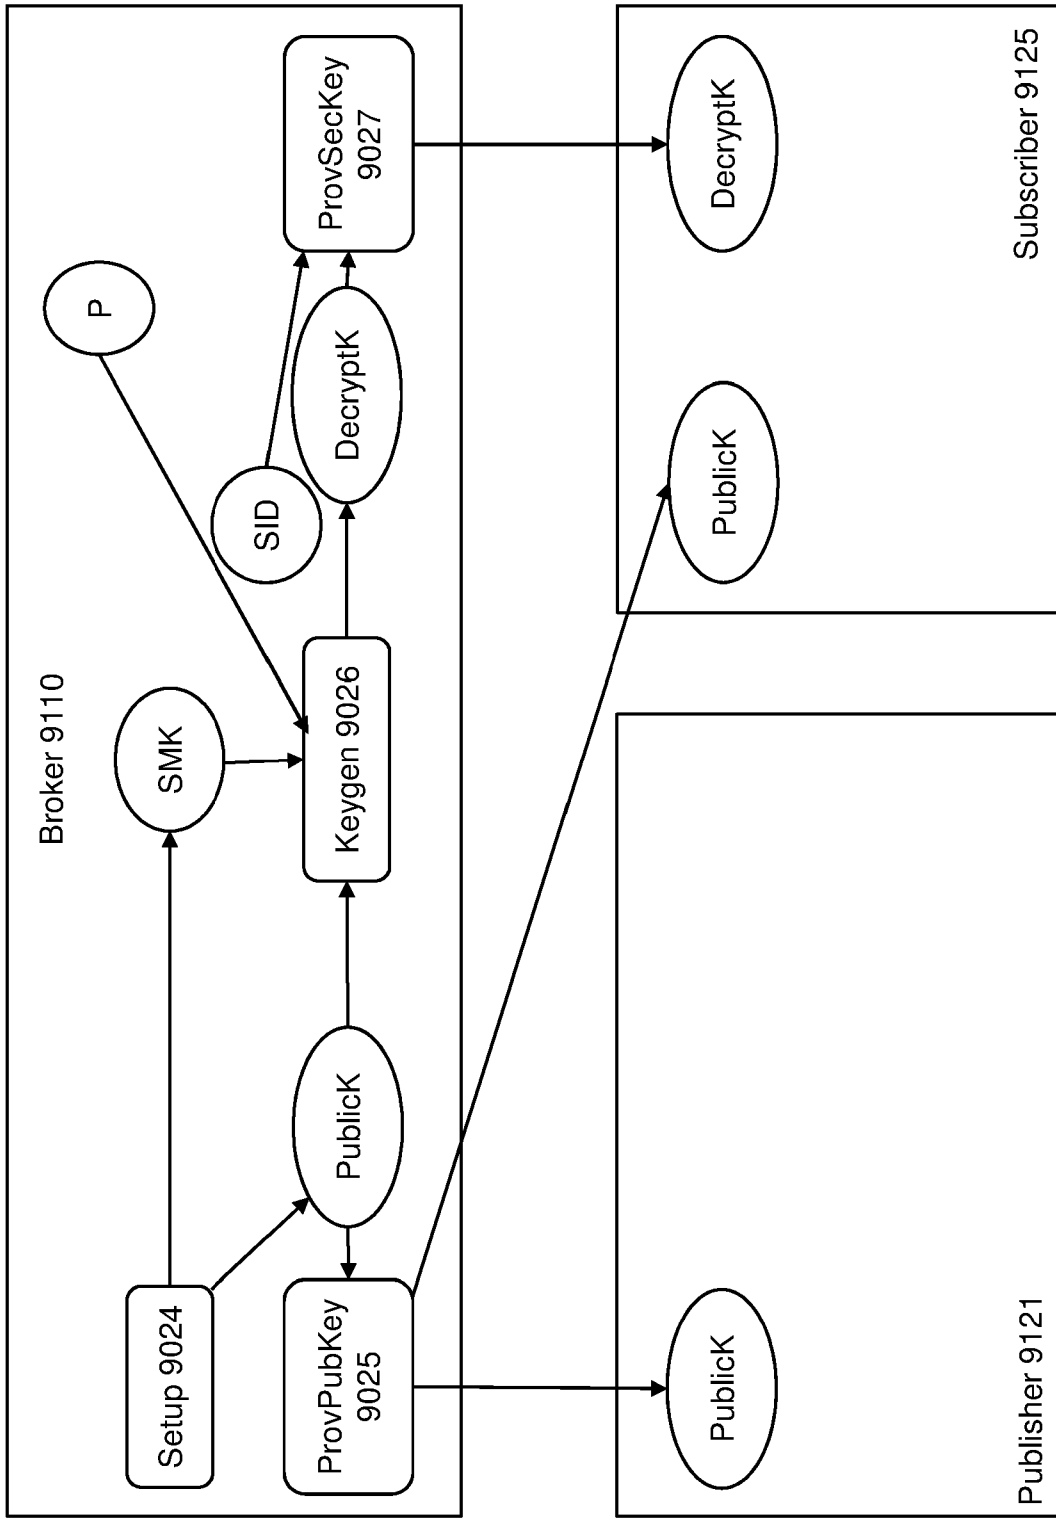 Broker 9110
Setup 9024
SMK
P
SID
ProvPubKey
9025
PublicK
Keygen 9026
DecryptK
ProvSecKey
9027
PublicK
Publisher 9121
PublicK
DecryptK
Subscriber 9125